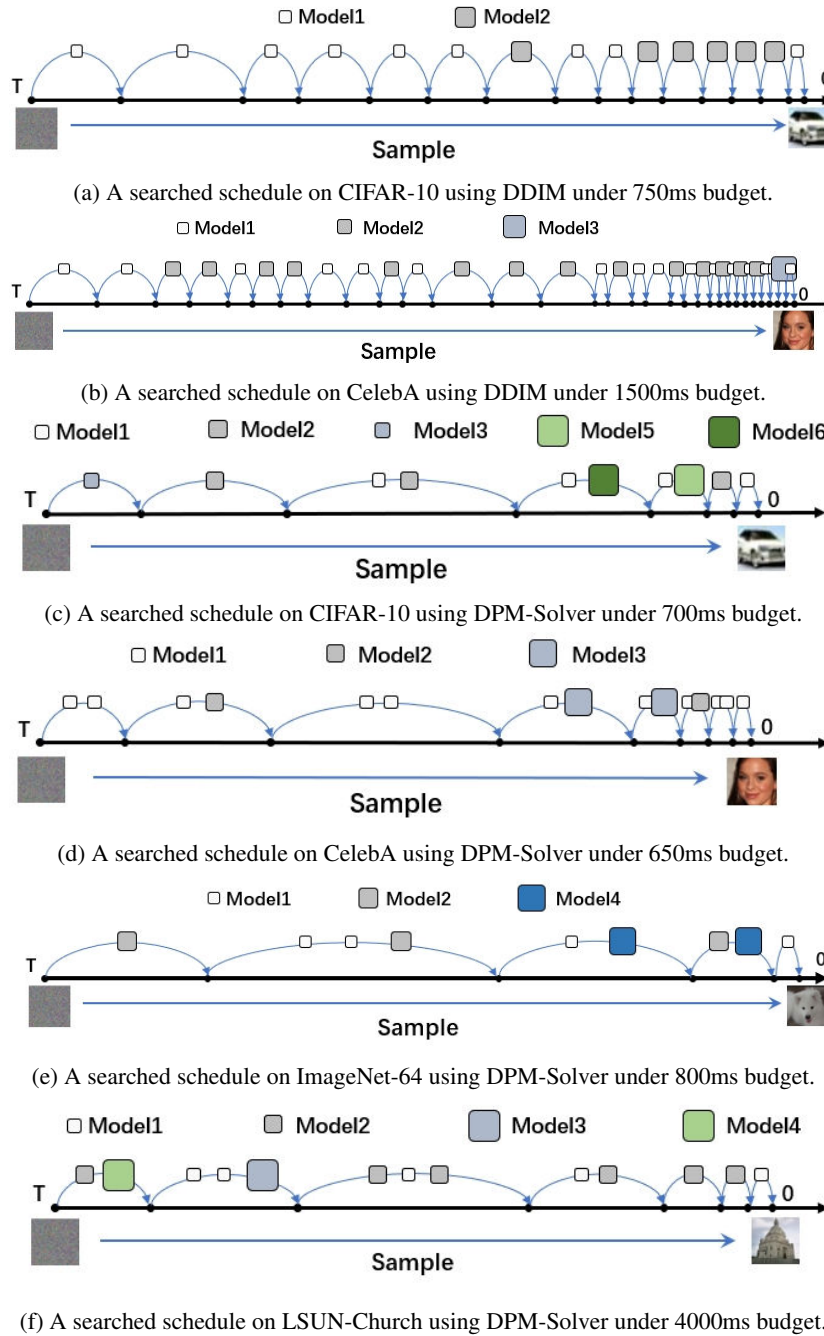 Model1 Model2
T 0
Sample
(a) A searched schedule on CIFAR-10 using DDIM under 750ms budget.
Model1 Model2 Model3
T 0
Sample
(b) A searched schedule on CelebA using DDIM under 1500ms budget.
Model1 Model2 Model3 Model5 Model6
T 0
Sample
(c) A searched schedule on CIFAR-10 using DPM-Solver under 700ms budget.
Model1 Model2 Model3
T 0
Sample
(d) A searched schedule on CelebA using DPM-Solver under 650ms budget.
Model1 Model2 Model4
T 0
Sample
(e) A searched schedule on ImageNet-64 using DPM-Solver under 800ms budget.
Model1 Model2 Model3 Model4
T 0
Sample
(f) A searched schedule on LSUN-Church using DPM-Solver under 4000ms budget.